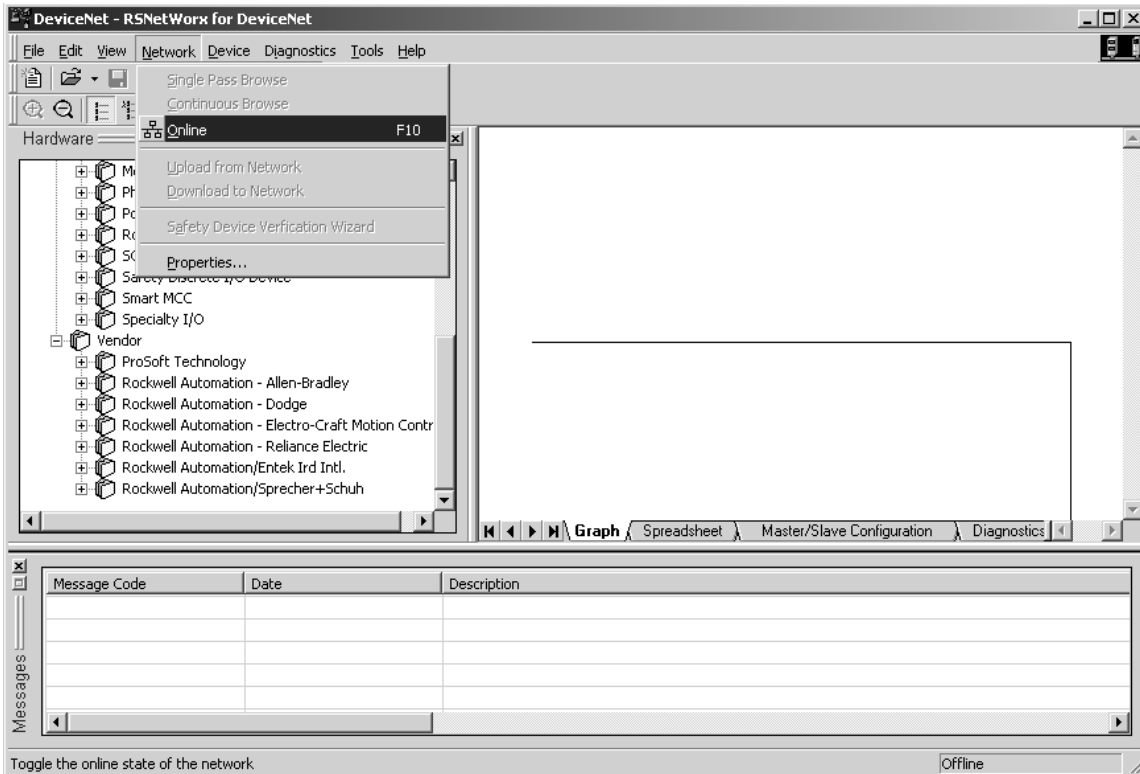 DeviceNet - RSNetWorx for DeviceNet
File Edit View Network Device Diagnostics Tools Help
Single Pass Browse
Continuous Browse
Online F10
Upload from Network
Download to Network
Safety Device Verfication Wizard
Properties...
Hardware
Safety Discrete I/O Device
Smart MCC
Specialty I/O
Vendor
ProSoft Technology
Rockwell Automation - Allen-Bradley
Rockwell Automation - Dodge
Rockwell Automation - Electro-Craft Motion Contr
Rockwell Automation - Reliance Electric
Rockwell Automation/Entek Ird Intl.
Rockwell Automation/Sprecher+Schuh
Graph Spreadsheet Master/Slave Configuration Diagnostics
Message Code Date Description
Messages
Toggle the online state of the network Offline